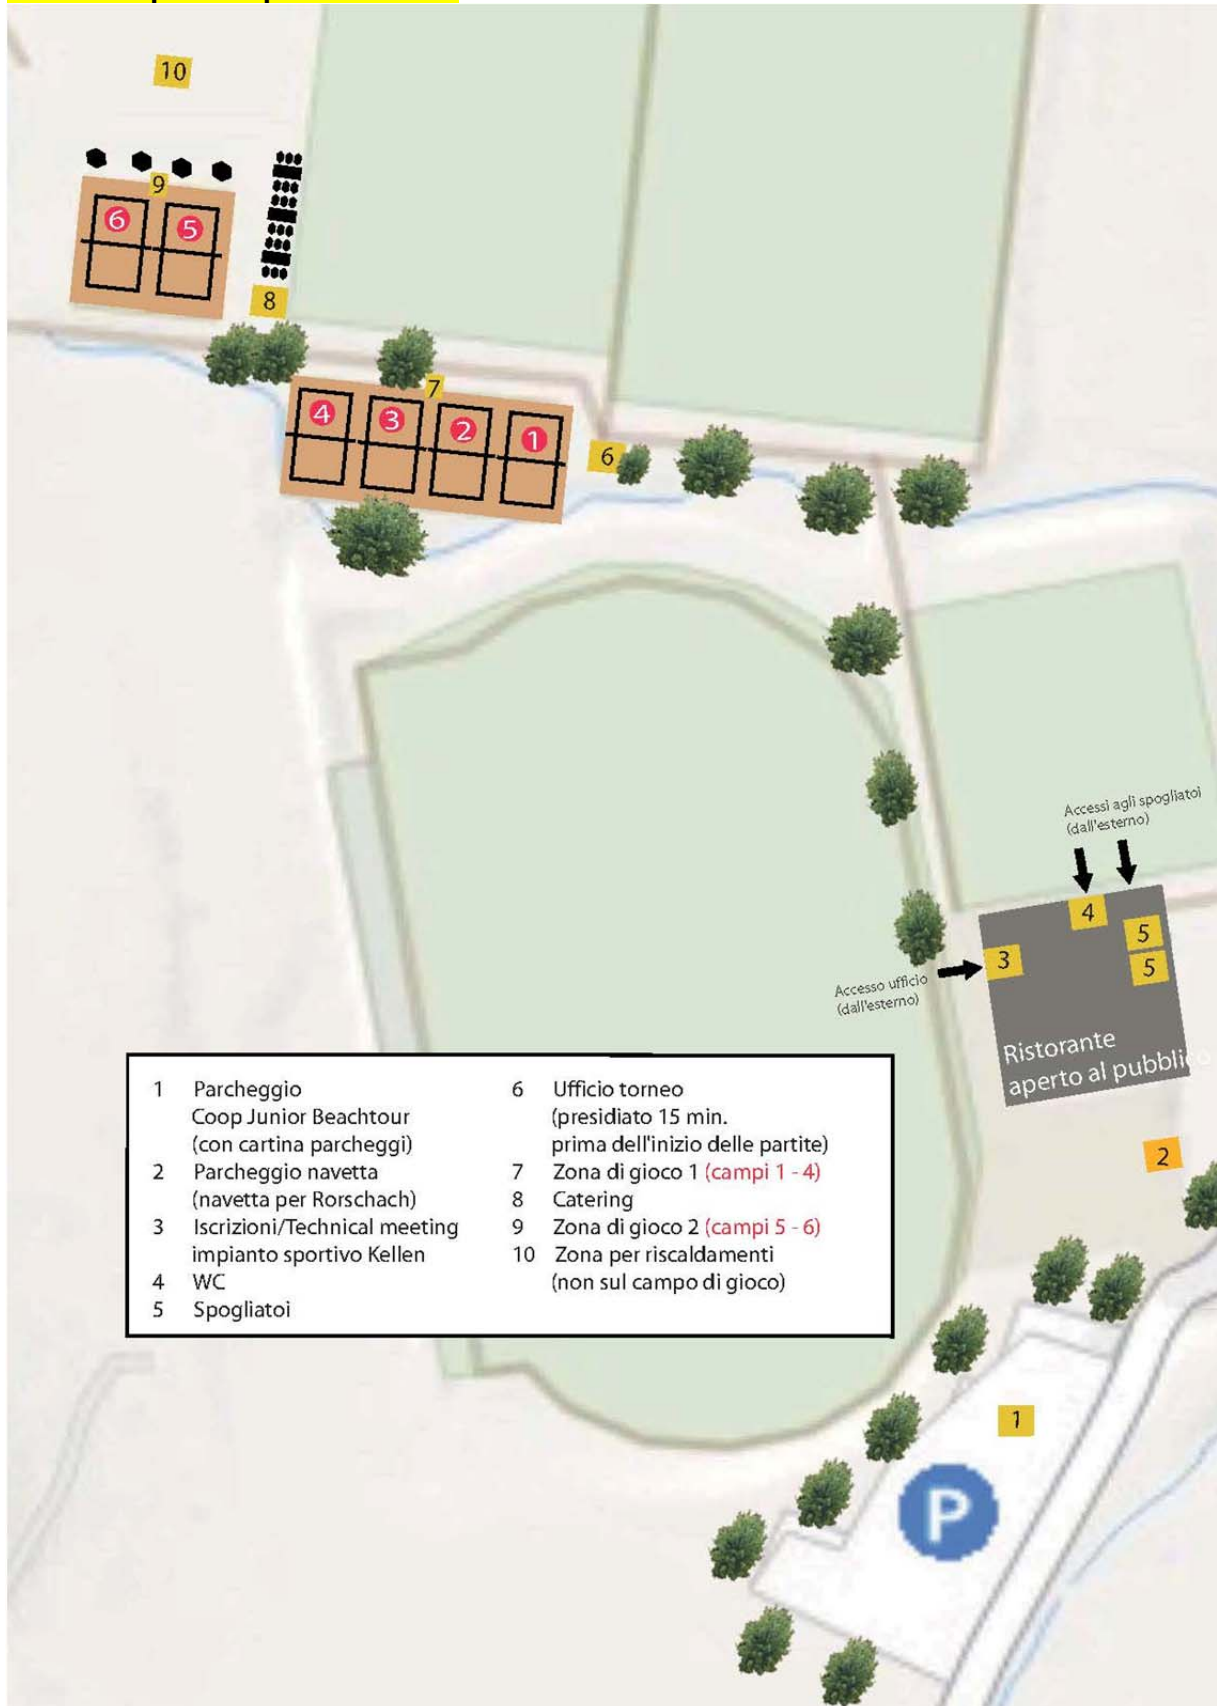 10
9
6
5
8
7
4
3
2
1
6
Accessi agli spogliatoi
(dall'esterno)
4
5
3
5
Accesso ufficio
(dall'esterno)
Ristorante
aperto al pubblico
2
1 Parcheggio
Coop Junior Beachtour
(con cartina parcheggi)
2 Parcheggio navetta
(navetta per Rorschach)
3 Iscrizioni/Technical meeting
impianto sportivo Kellen
4 WC
5 Spogliatoi
6 Ufficio torneo
(presidiato 15 min.
prima dell'inizio delle partite)
7 Zona di gioco 1 (campi 1 - 4)
8 Catering
9 Zona di gioco 2 (campi 5 - 6)
10 Zona per riscaldamenti
(non sul campo di gioco)
1
P